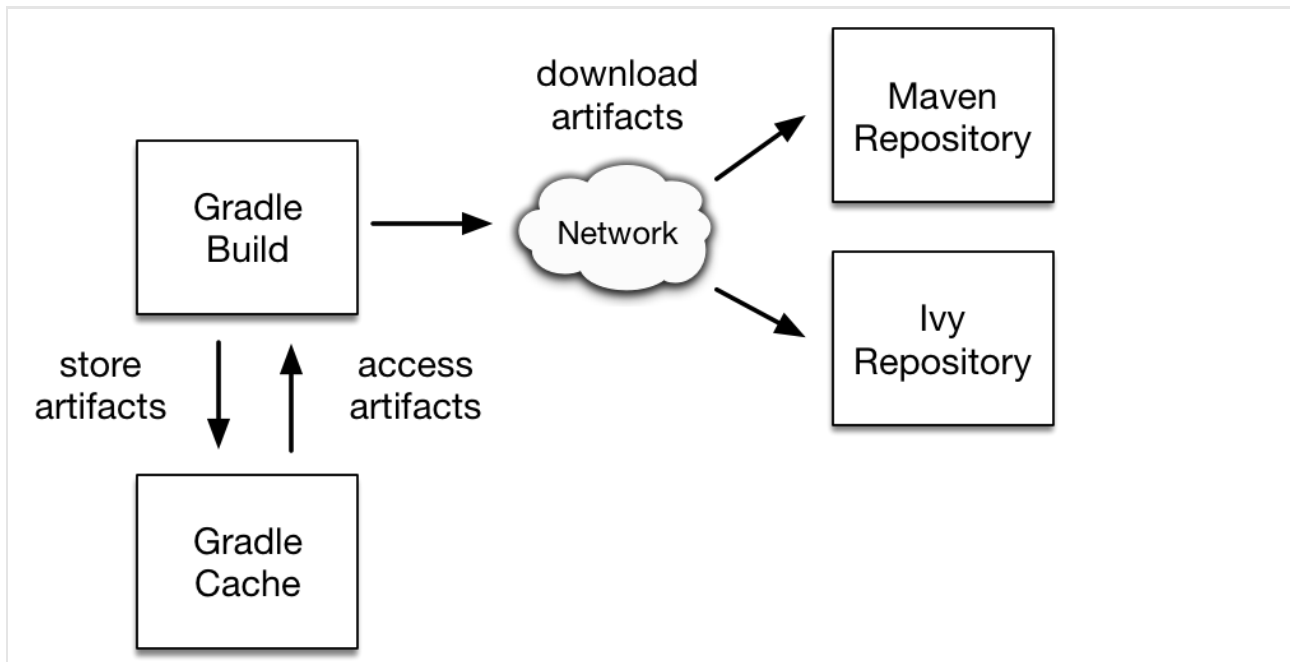 download
artifacts
Maven
Repository
Gradle
Build
Network
Ivy
Repository
store
artifacts
access
artifacts
Gradle
Cache